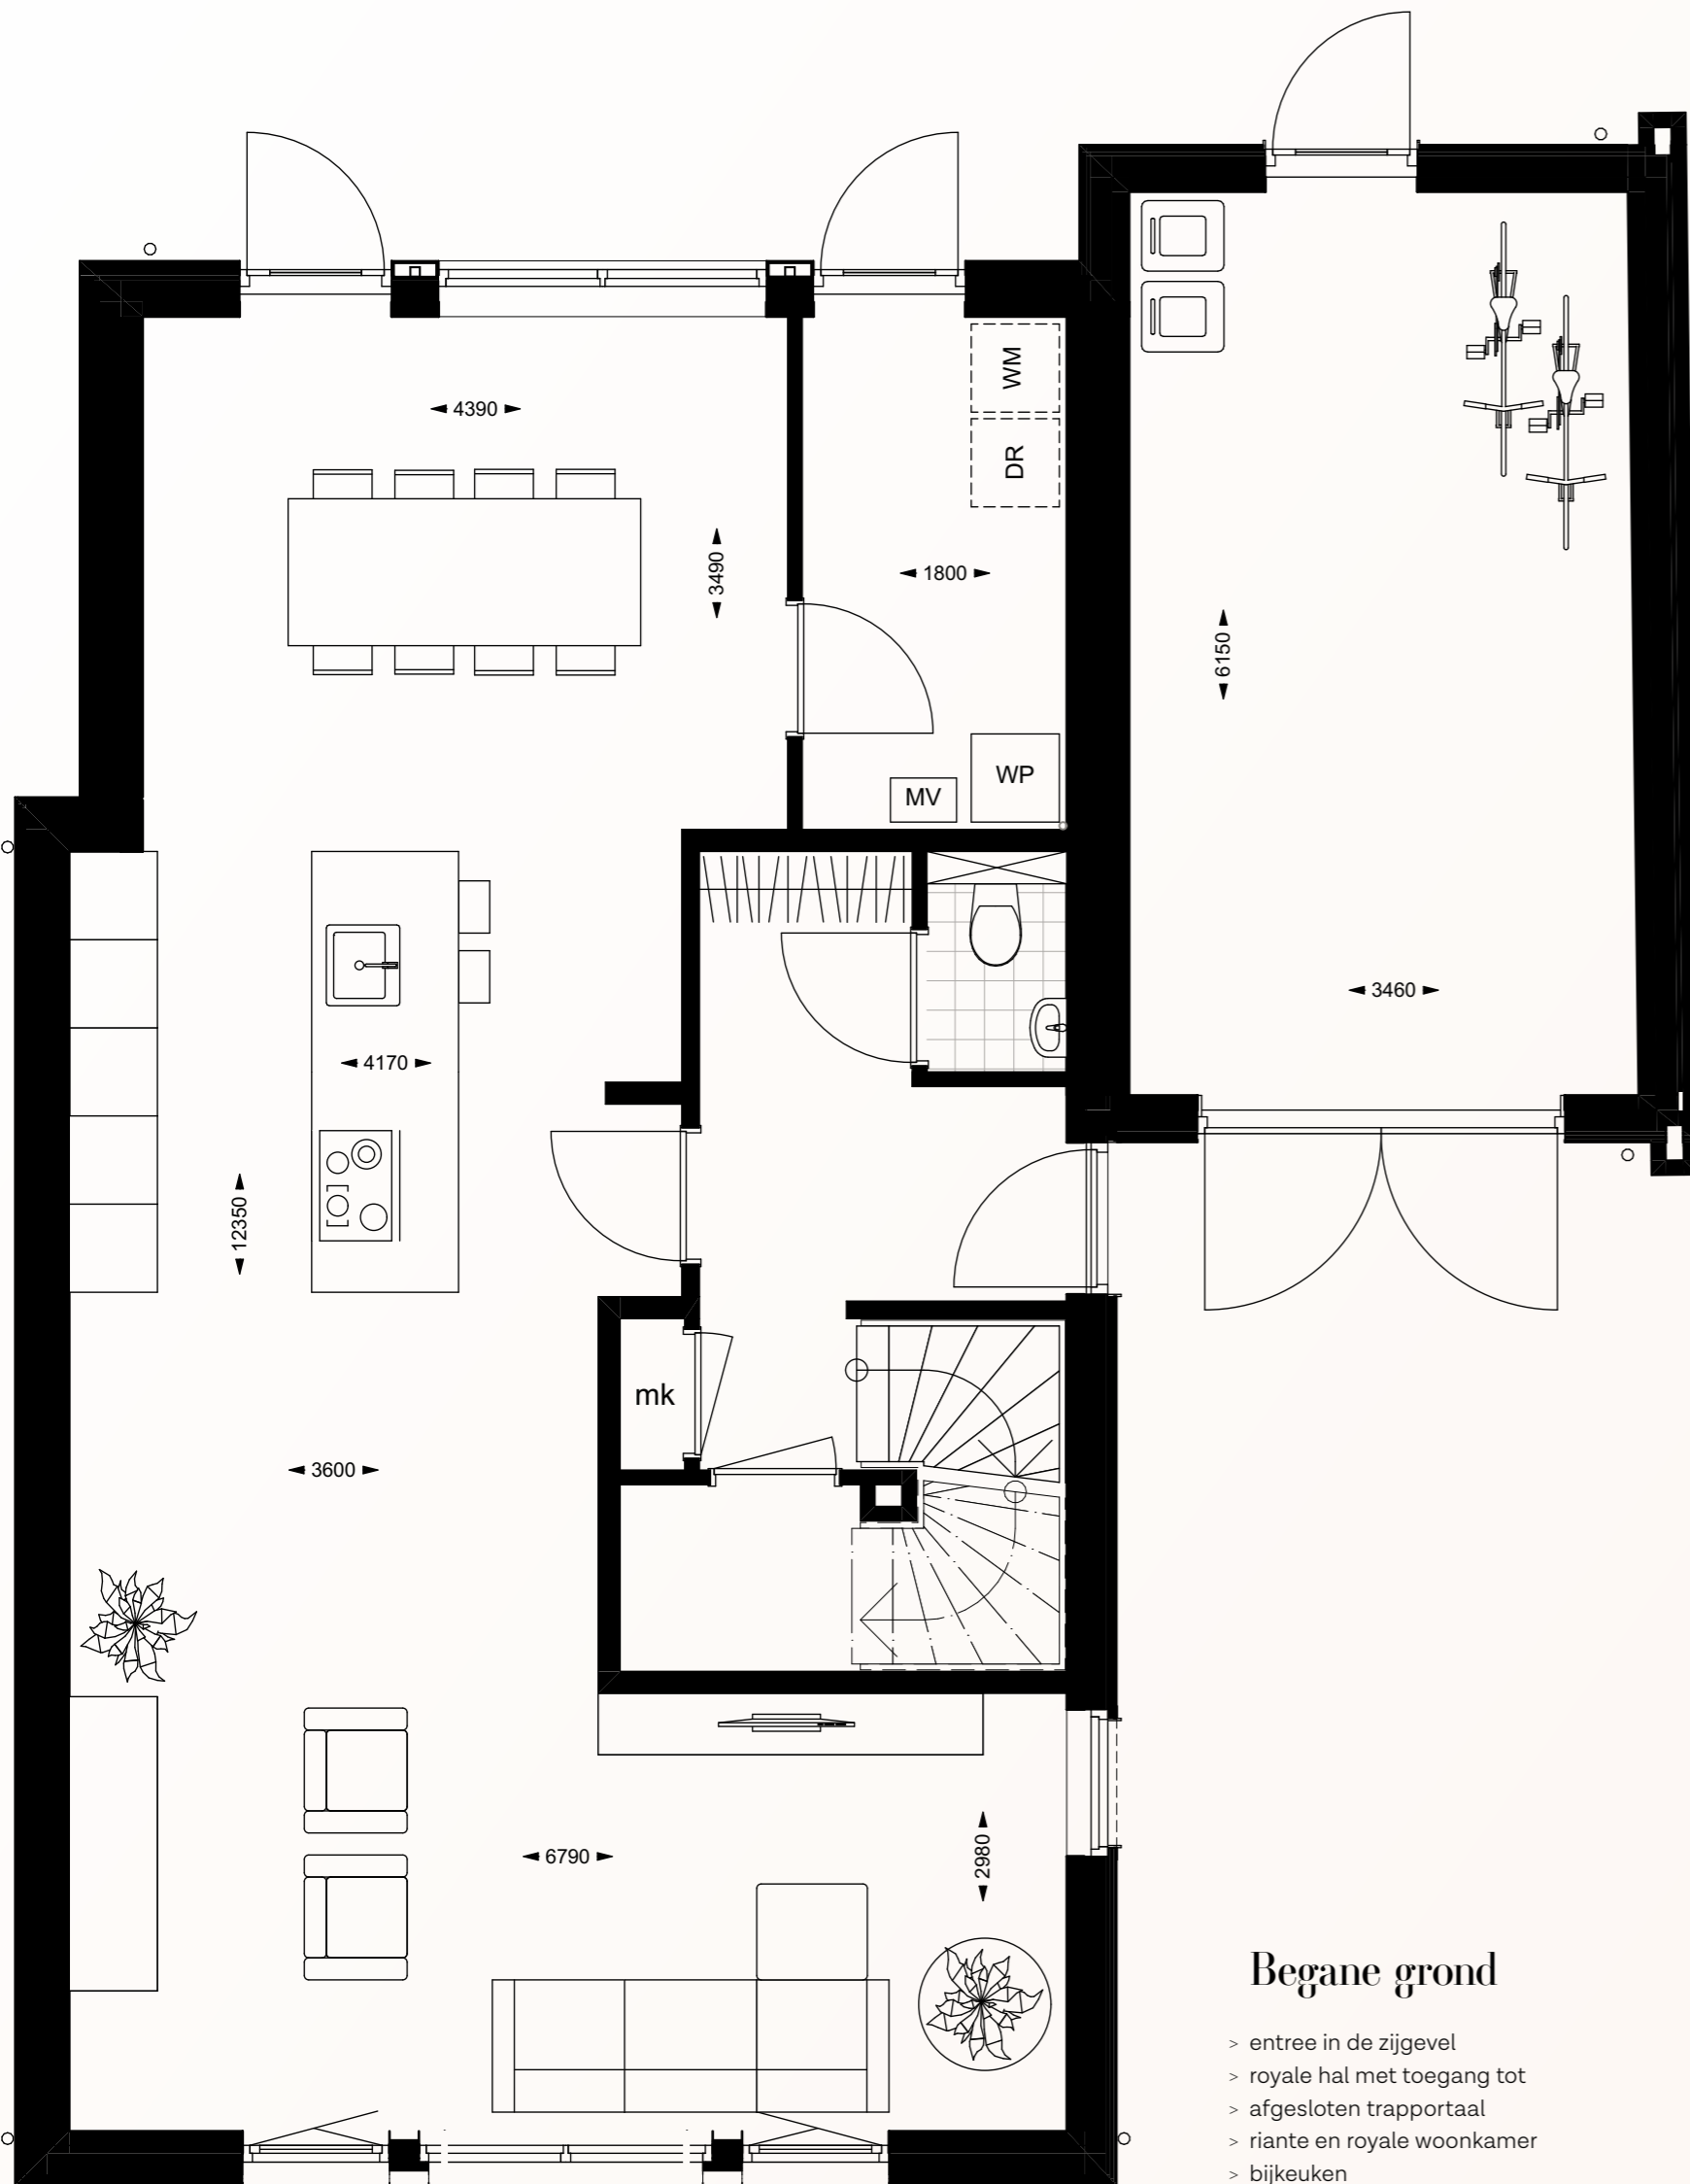 WM
4390
DR
3490
1800
6150
WP
MV
3460
4170
12350
mk
3600
6790
2980
Begane grond
> entree in de zijgevel
> royale hal met toegang tot
> afgesloten trapportaal
> riante en royale woonkamer
> bijkeuken